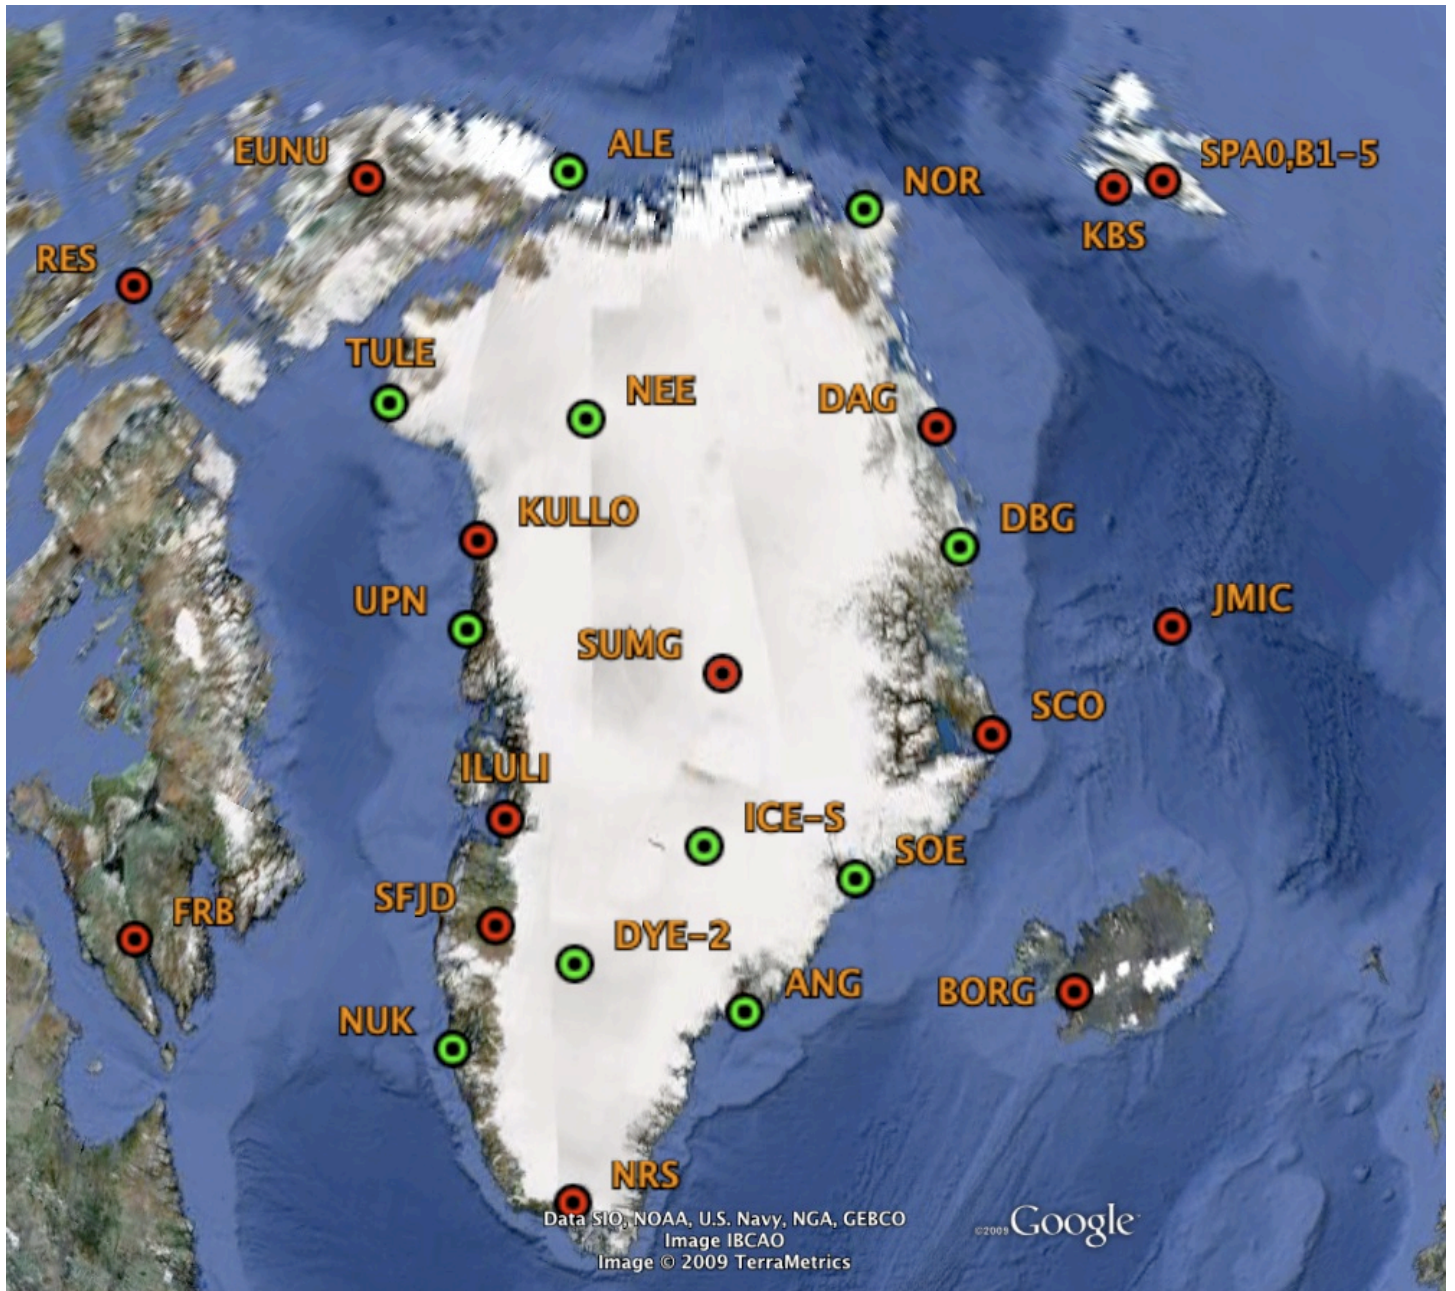 ALE
EUNU
SPA0,B1-5
NOR
KBS
RES
TULE
NEE
DAG
KULLO
DBG
UPN
JMIC
SUMG
SCO
ILULI
ICE-S
SOE
SFJD
FRB
DYE-2
ANG
BORG
NUK
NRS
Data SIO, NOAA, U.S. Navy, NGA, GEBCO
Image IBCAO
Image © 2009 TerraMetrics
©2009 Google